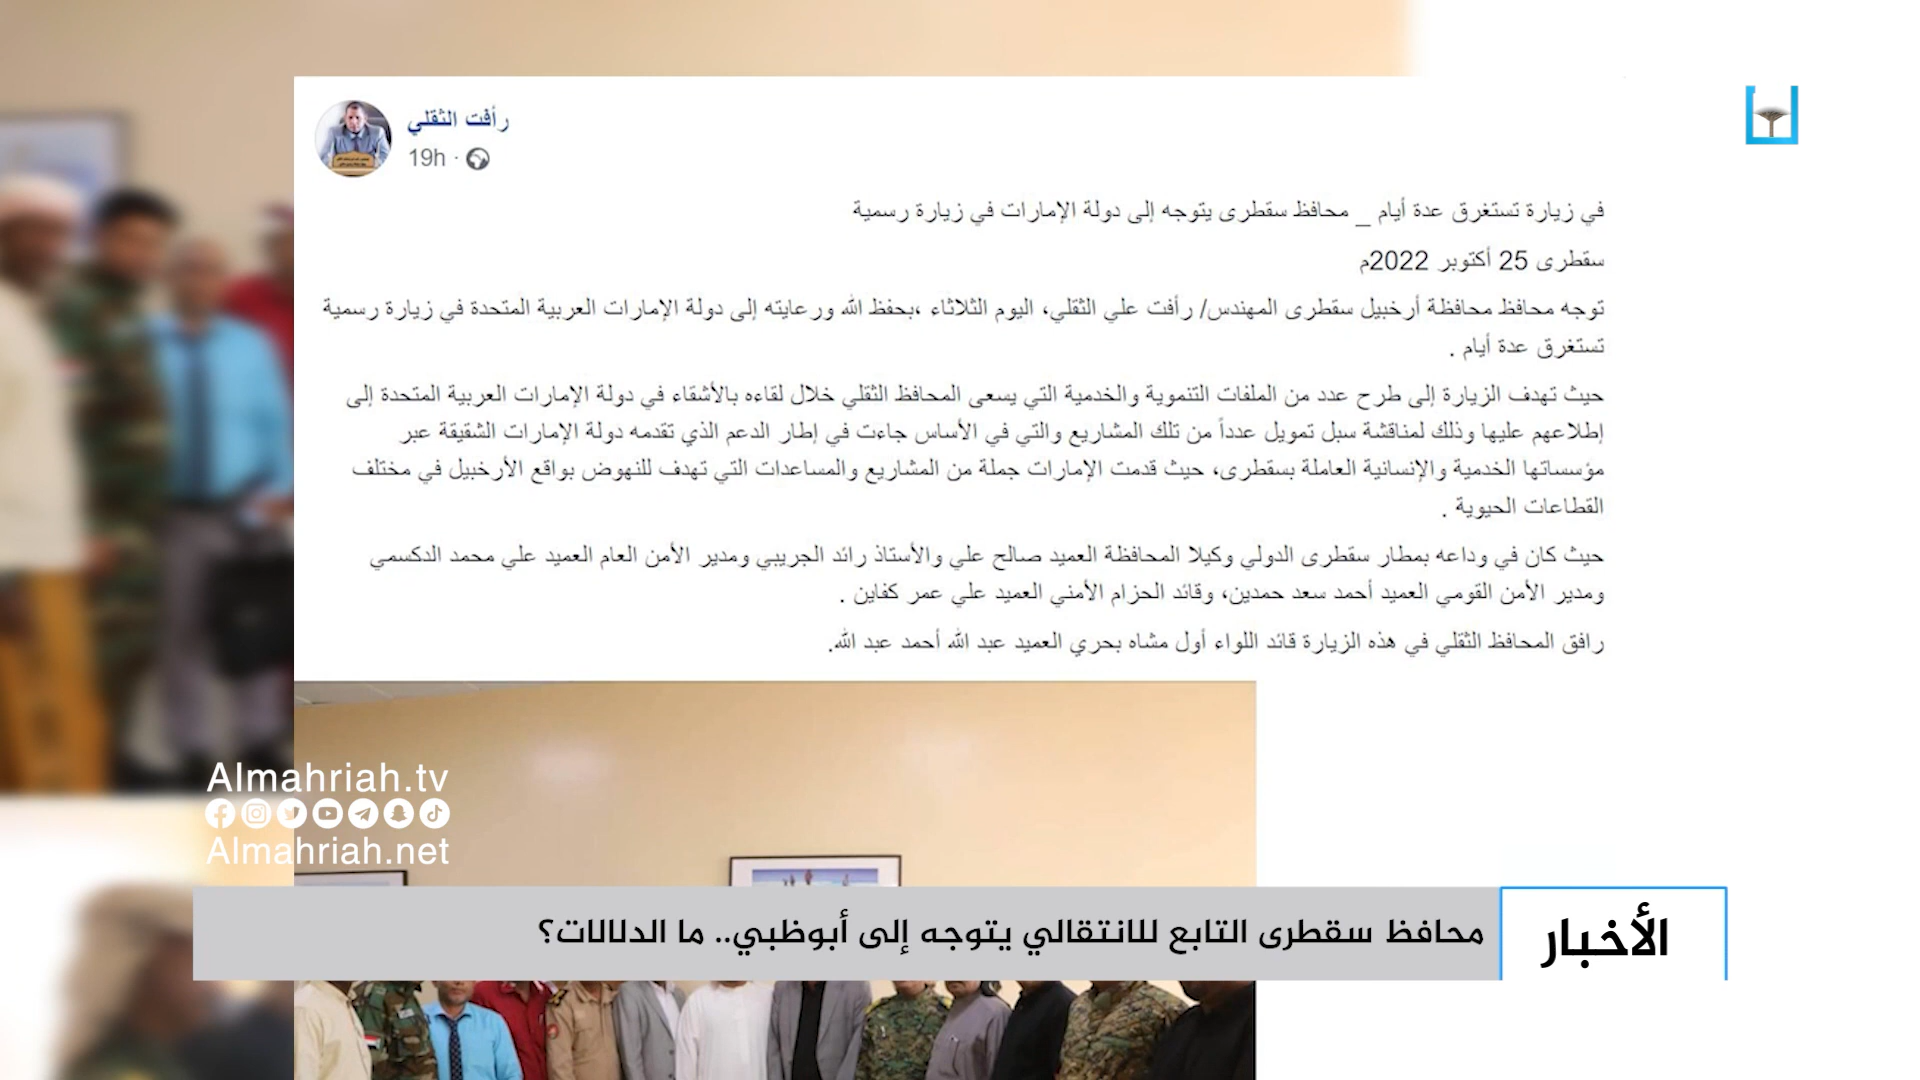 رأفت الثقلي
19h ·
في زيارة تستغرق عدة أيام _ محافظ سقطرى يتوجه إلى دولة الإمارات في زيارة رسمية
سقطرى 25 أكتوبر 2022م
توجه محافظ محافظة أرخبيل سقطرى المهندس/ رأفت علي الثقلي، اليوم الثلاثاء ،بحفظ الله ورعايته إلى دولة الإمارات العربية المتحدة في زيارة رسمية
تستغرق عدة أيام .
حيث تهدف الزيارة إلى طرح عدد من الملفات التنموية والخدمية التي يسعى المحافظ الثقلي خلال لقاءه بالأشقاء في دولة الإمارات العربية المتحدة إلى
إطلاعهم عليها وذلك لمناقشة سبل تمويل عدداً من تلك المشاريع والتي في الأساس جاءت في إطار الدعم الذي تقدمه دولة الإمارات الشقيقة عبر
مؤسساتها الخدمية والإنسانية العاملة بسقطرى، حيث قدمت الإمارات جملة من المشاريع والمساعدات التي تهدف للنهوض بواقع الأرخبيل في مختلف
القطاعات الحيوية .
حيث كان في وداعه بمطار سقطرى الدولي وكيلا المحافظة العميد صالح علي والأستاذ رائد الجريبي ومدير الأمن العام العميد علي محمد الدكسمي
ومدير الأمن القومي العميد أحمد سعد حمدين، وقائد الحزام الأمني العميد علي عمر كفاين .
رافق المحافظ الثقلي في هذه الزيارة قائد اللواء أول مشاه بحري العميد عبد الله أحمد عبد الله.
Almahriah.tv
Almahriah.net
الأخبار
محافظ سقطرى التابع للانتقالي يتوجه إلى أبوظبي.. ما الدلالات؟